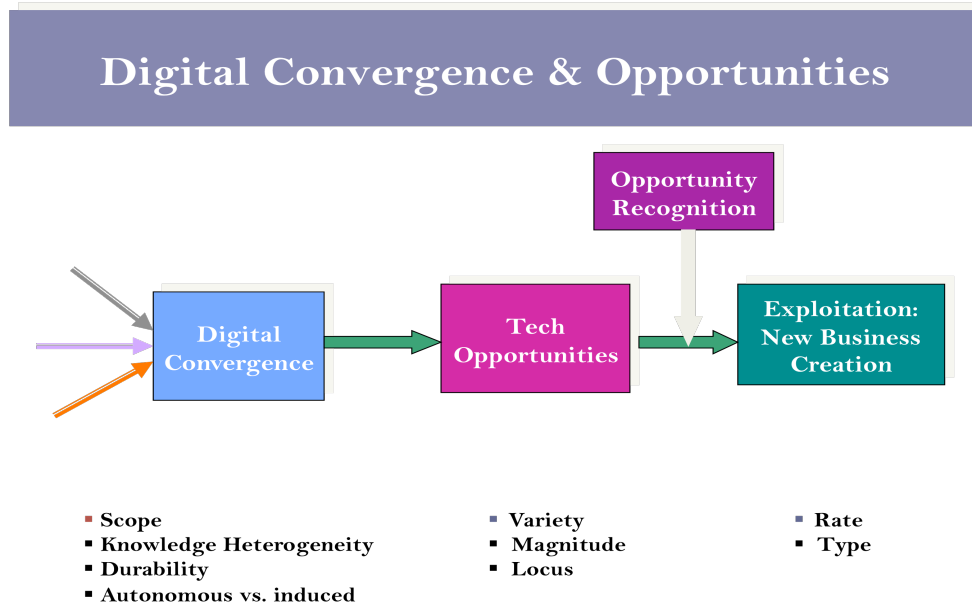 Digital Convergence & Opportunities
Opportunity
Recognition
Digital
Convergence
Tech
Opportunities
Exploitation:
New Business
Creation
Scope
Knowledge Heterogeneity
Durability
Autonomous vs. induced
Variety
Magnitude
Locus
Rate
Type